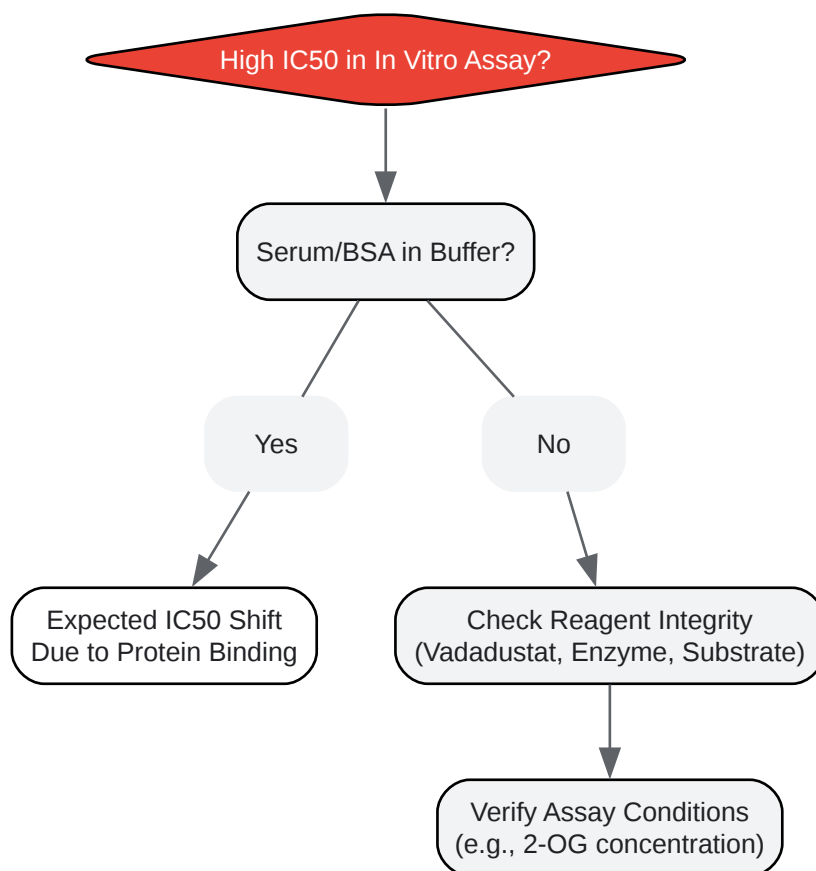 High IC50 in In Vitro Assay?
Serum/BSA in Buffer?
Yes
No
Expected IC50 Shift
Due to Protein Binding
Check Reagent Integrity
(Vadadustat, Enzyme, Substrate)
Verify Assay Conditions
(e.g., 2-OG concentration)